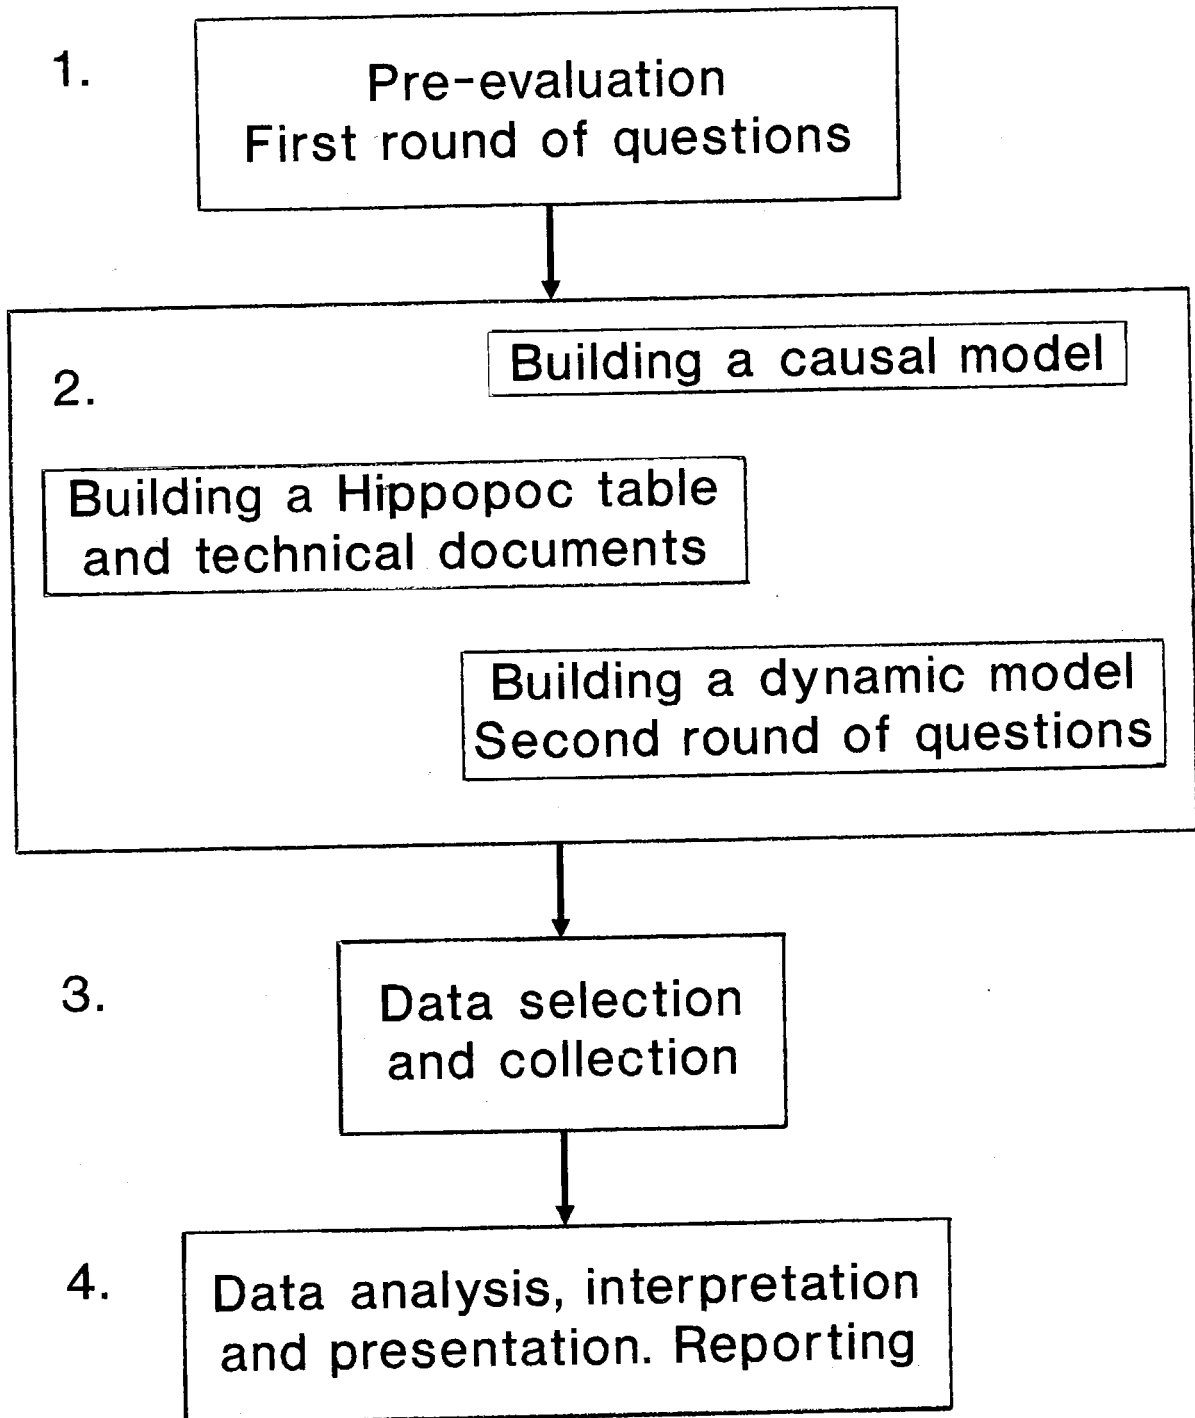 1.
Pre-evaluation
First round of questions
2.
Building a causal model
Building a Hippopoc table
and technical documents
Building a dynamic model
Second round of questions
3.
Data selection
and collection
4.
Data analysis, interpretation
and presentation. Reporting